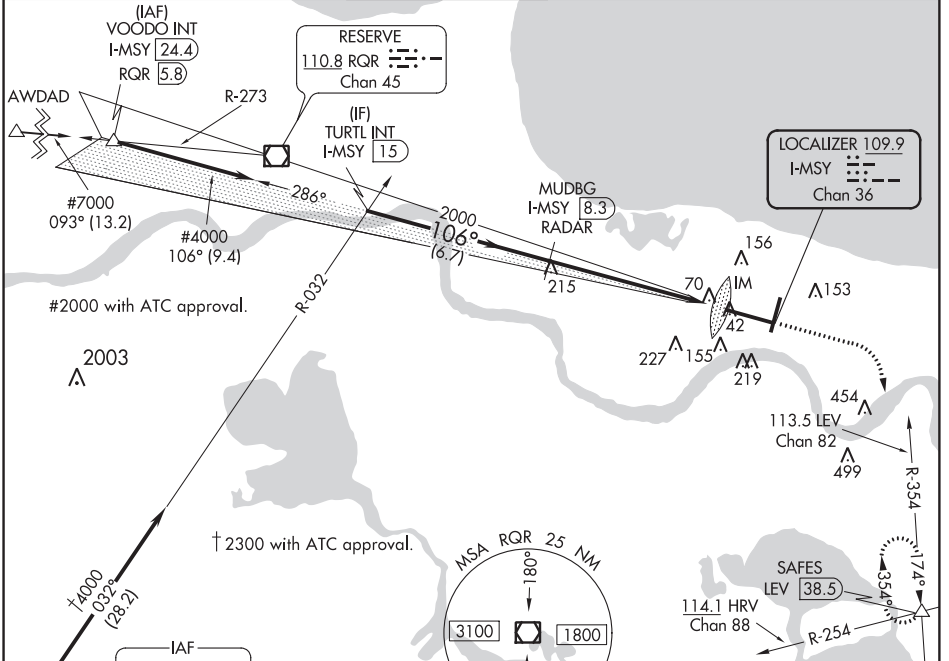 (IAF)
VOODO INT
I-MSY 24.4
RQR 5.8
RESERVE
110.8 RQR
Chan 45
AWDAD
R-273
(IF)
TURTL INT
I-MSY 15
LOCALIZER 109.9
I-MSY
Chan 36
#7000
093° (13.2)
286°
#4000
106° (9.4)
2000
106°
(6.7)
MUDBG
I-MSY 8.3
RADAR
215
156
70
IM
153
42
#2000 with ATC approval.
R-032
227
155
219
2003
454
113.5 LEV
Chan 82
499
R-354
†2300 with ATC approval.
MSA RQR 25 NM
180°
3100
1800
SAFES
LEV 38.5
354°
174°
114.1 HRV
Chan 88
R-254
†4000
032°
(28.2)
IAF